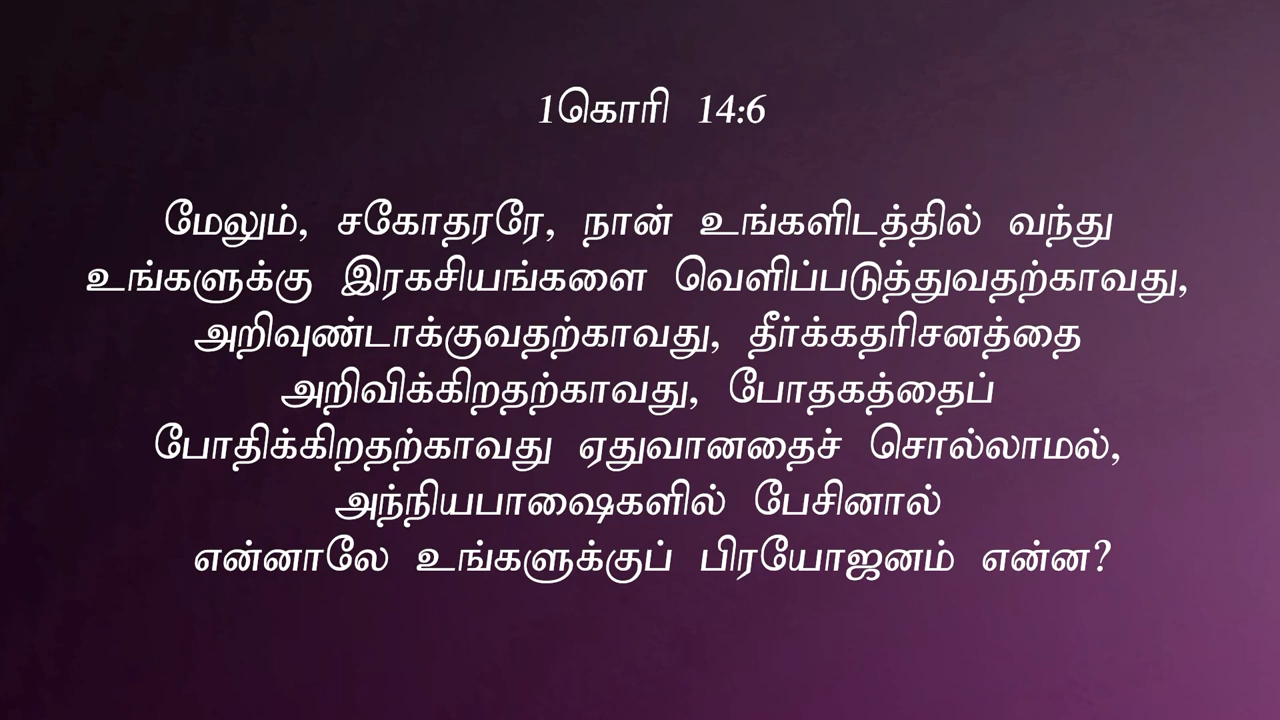 1கொரி 14:6
மேலும், சகோதரரே, நான் உங்களிடத்தில் வந்து
உங்களுக்கு இரகசியங்களை வெளிப்படுத்துவதற்காவது,
அறிவுண்டாக்குவதற்காவது, தீர்க்கதரிசனத்தை
அறிவிக்கிறதற்காவது, போதகத்தைப்
போதிக்கிறதற்காவது ஏதுவானதைச் சொல்லாமல்,
அந்நியபாஷைகளில் பேசினால்
என்னாலே உங்களுக்குப் பிரயோஜனம் என்ன?